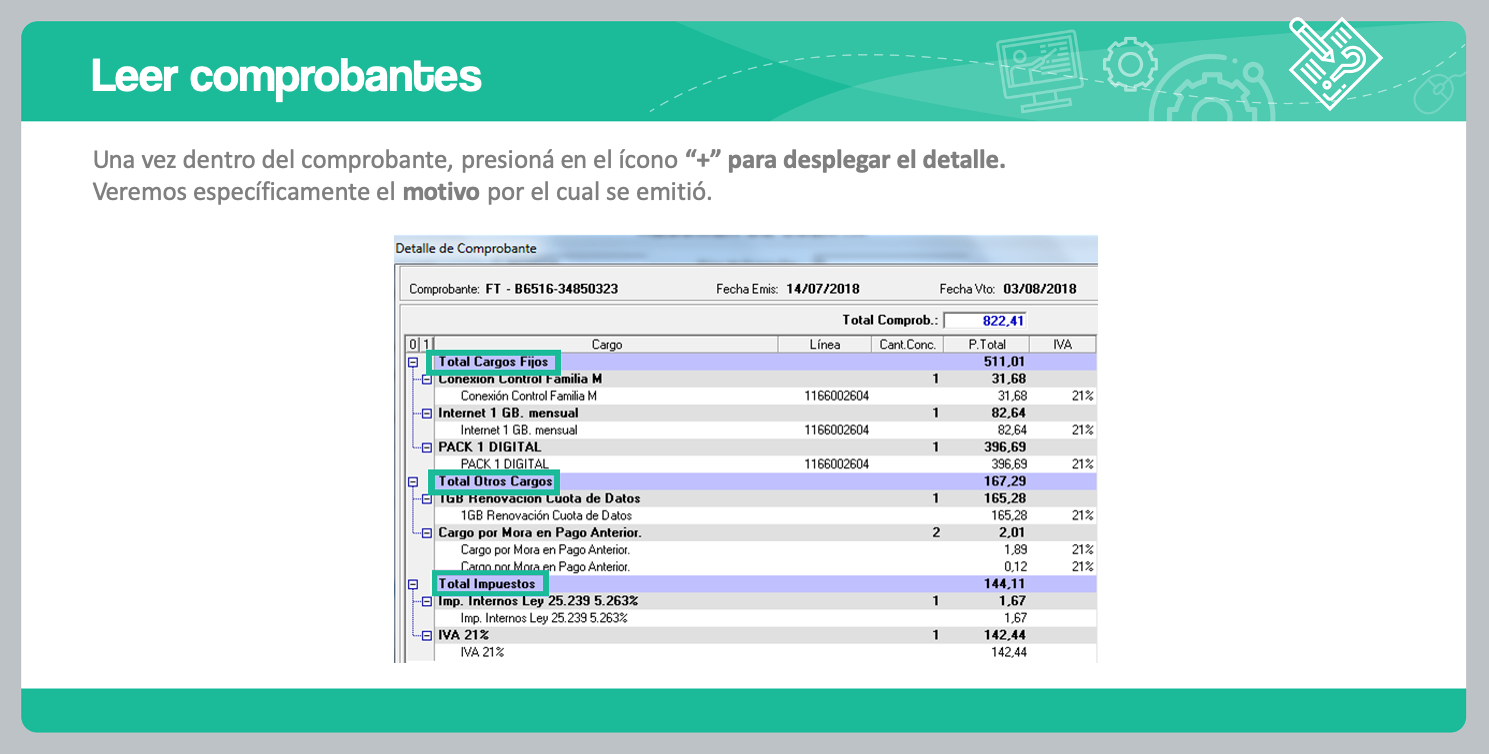 Leer comprobantes
Una vez dentro del comprobante, presioná en el ícono “+” para desplegar el detalle.
Veremos específicamente el motivo por el cual se emitió.
Detalle de Comprobante
Comprobante: FT - B6516-34850323 Fecha Emis: 14/07/2018 Fecha Vto: 03/08/2018
Total Comprob.: 822,41
0 1 Cargo Línea Cant.Conc. P.Total IVA
Total Cargos Fijos 511,01
Conexión Control Familia M 1 31,68
Conexión Control Familia M 1166002604 31,68 21%
Internet 1 GB. mensual 1 82,64
Internet 1 GB. mensual 1166002604 82,64 21%
PACK 1 DIGITAL 1 396,69
PACK 1 DIGITAL 1166002604 396,69 21%
Total Otros Cargos 167,29
1GB Renovación Cuota de Datos 1 165,28
1GB Renovación Cuota de Datos 165,28 21%
Cargo por Mora en Pago Anterior. 2 2,01
Cargo por Mora en Pago Anterior. 1,89 21%
Cargo por Mora en Pago Anterior. 0,12 21%
Total Impuestos 144,11
Imp. Internos Ley 25.239 5.263% 1 1,67
Imp. Internos Ley 25.239 5.263% 1,67
IVA 21% 1 142,44
IVA 21% 142,44